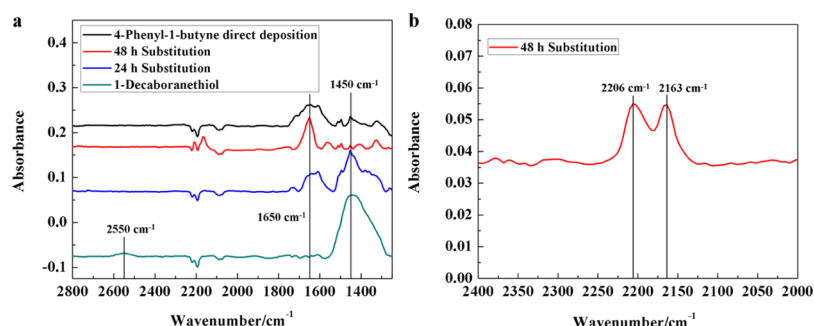 a
4-Phenyl-1-butyne direct deposition
48 h Substitution
24 h Substitution
1-Decaboranethiol
1450 cm⁻¹
1650 cm⁻¹
2550 cm⁻¹
0.4
0.3
0.2
0.1
0.0
-0.1
Absorbance
2800 2600 2400 2200 2000 1800 1600 1400
Wavenumber/cm⁻¹
b
48 h Substitution
2206 cm⁻¹ 2163 cm⁻¹
0.08
0.07
0.06
0.05
0.04
0.03
0.02
0.01
0.00
Absorbance
2400 2350 2300 2250 2200 2150 2100 2050 2000
Wavenumber/cm⁻¹